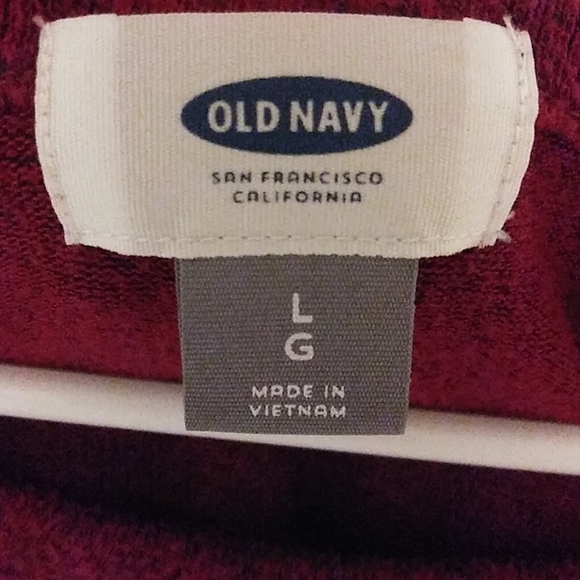 OLD NAVY
SAN FRANCISCO
CALIFORNIA
L
G
MADE IN
VIETNAM